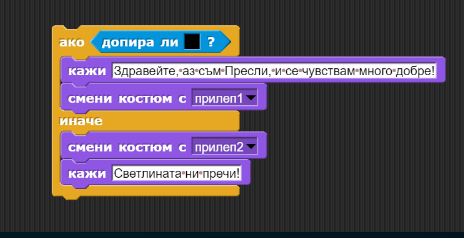 ако допира ли ?
кажи Здравейте, аз съм Пресли, и се чувствам много добре!
смени костюм с прилеп1
иначе
смени костюм с прилеп2
кажи Светлината ни пречи!